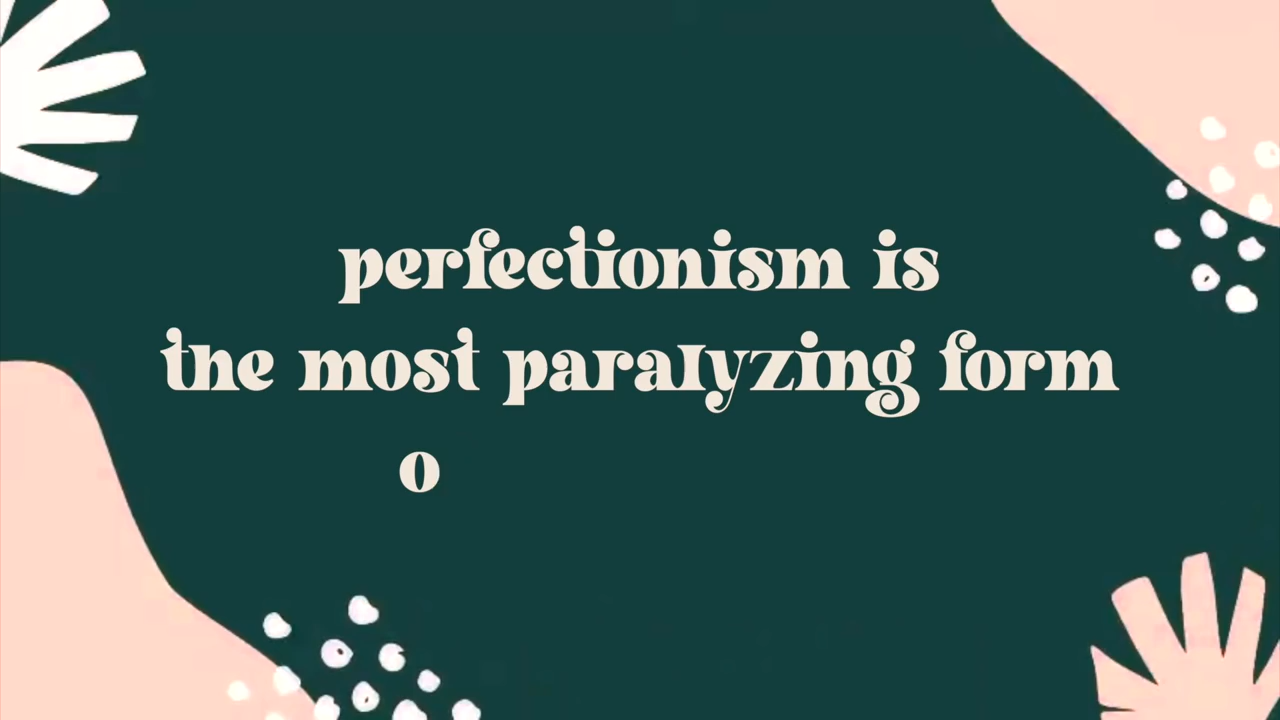 perfectionism is
the most paralyzing form
o